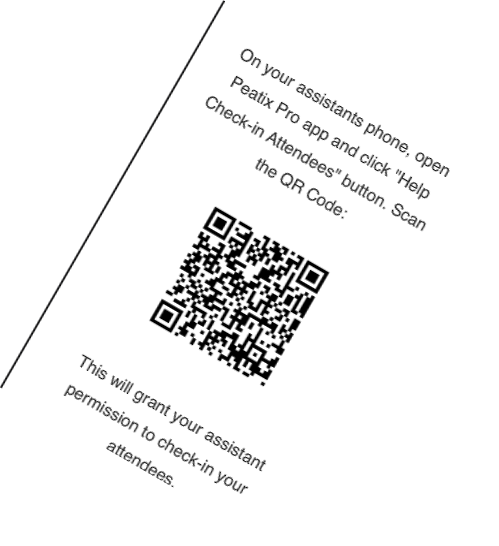 On your assistants phone, open
Peatix Pro app and click "Help
Check-in Attendees" button. Scan
the QR Code:
This will grant your assistant
permission to check-in your
attendees.